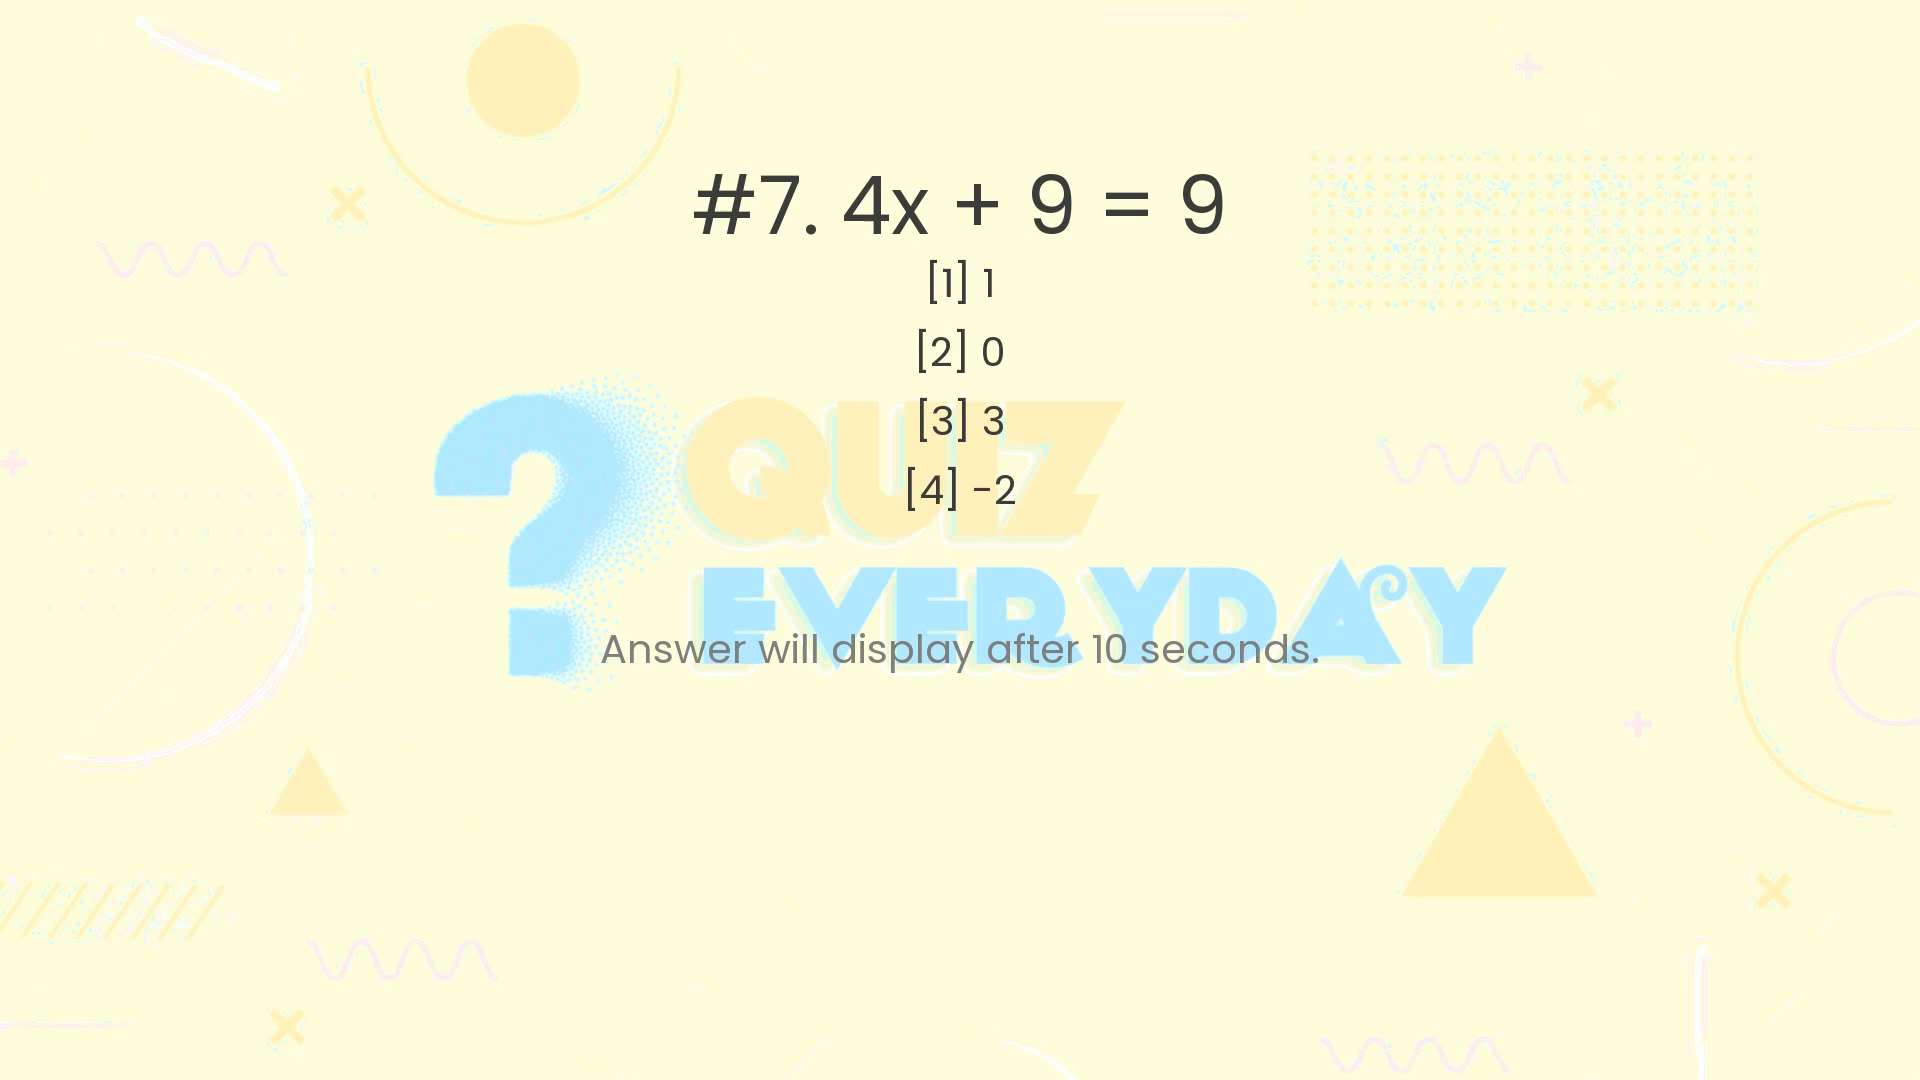 #7. 4x + 9 = 9
[1] 1
[2] 0
[3] 3
[4] -2
QUIZ
EVERYDAY
Answer will display after 10 seconds.